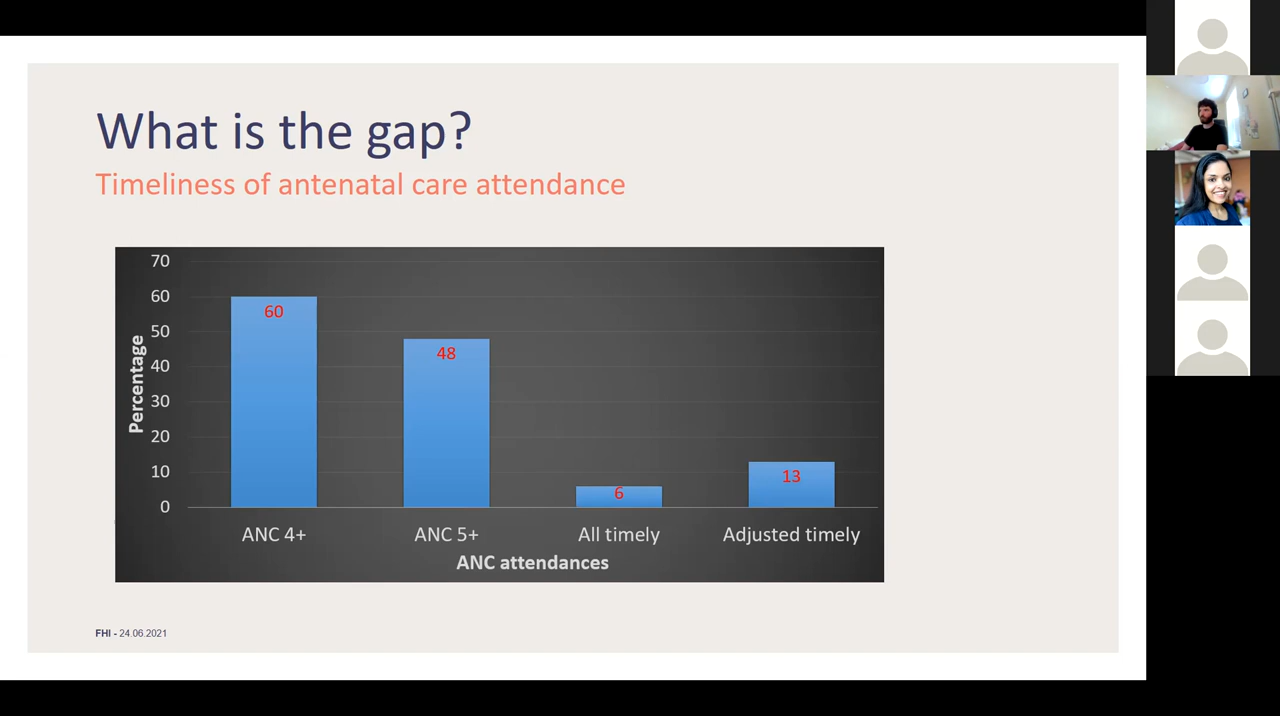 What is the gap?
Timeliness of antenatal care attendance
70
60
50
40
30
20
10
0
Percentage
60
48
6
13
ANC 4+
ANC 5+
All timely
Adjusted timely
ANC attendances
FHI - 24.06.2021